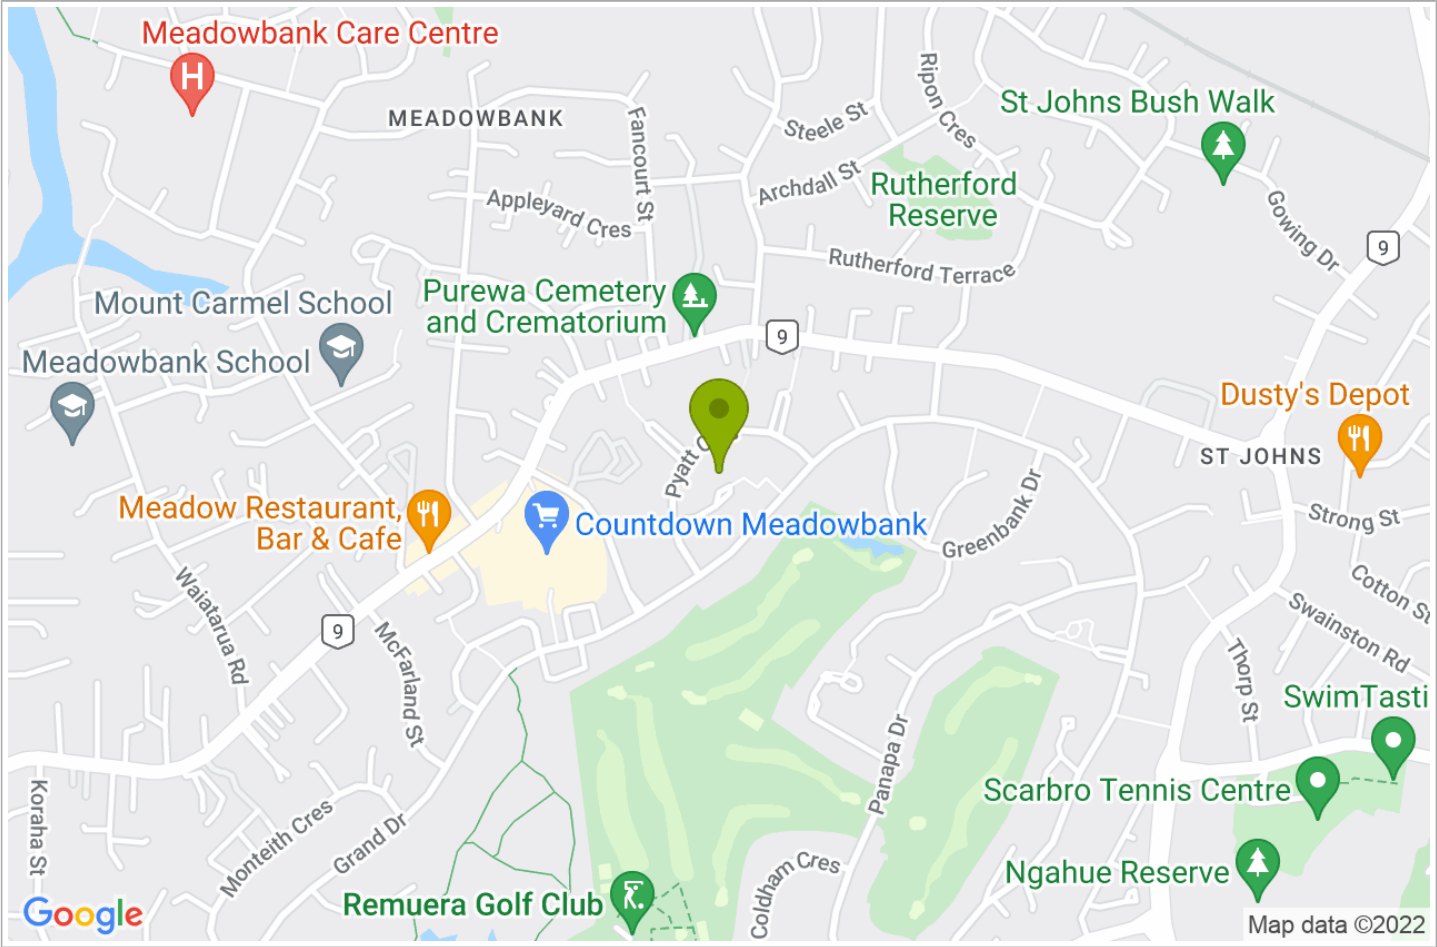 Meadowbank Care Centre
H
MEADOWBANK
Fancourt St
Steele St
Ripon Cres
St Johns Bush Walk
Archdall St
Rutherford
Reserve
Appleyard Cres
Gowing Dr
9
Rutherford Terrace
Purewa Cemetery
and Crematorium
Mount Carmel School
9
Meadowbank School
Dusty's Depot
ST JOHNS
Pyatt
Meadow Restaurant,
Bar & Cafe
Countdown Meadowbank
Greenbank Dr
Strong St
Waiatarua Rd
9
McFarland St
Cotton St
Swainston Rd
Thorp St
SwimTasti
Panapa Dr
Koraha St
Monteith Cres
Grand Dr
Scarbro Tennis Centre
Coldham Cres
Ngahue Reserve
Remuera Golf Club
Google
Map data ©2022